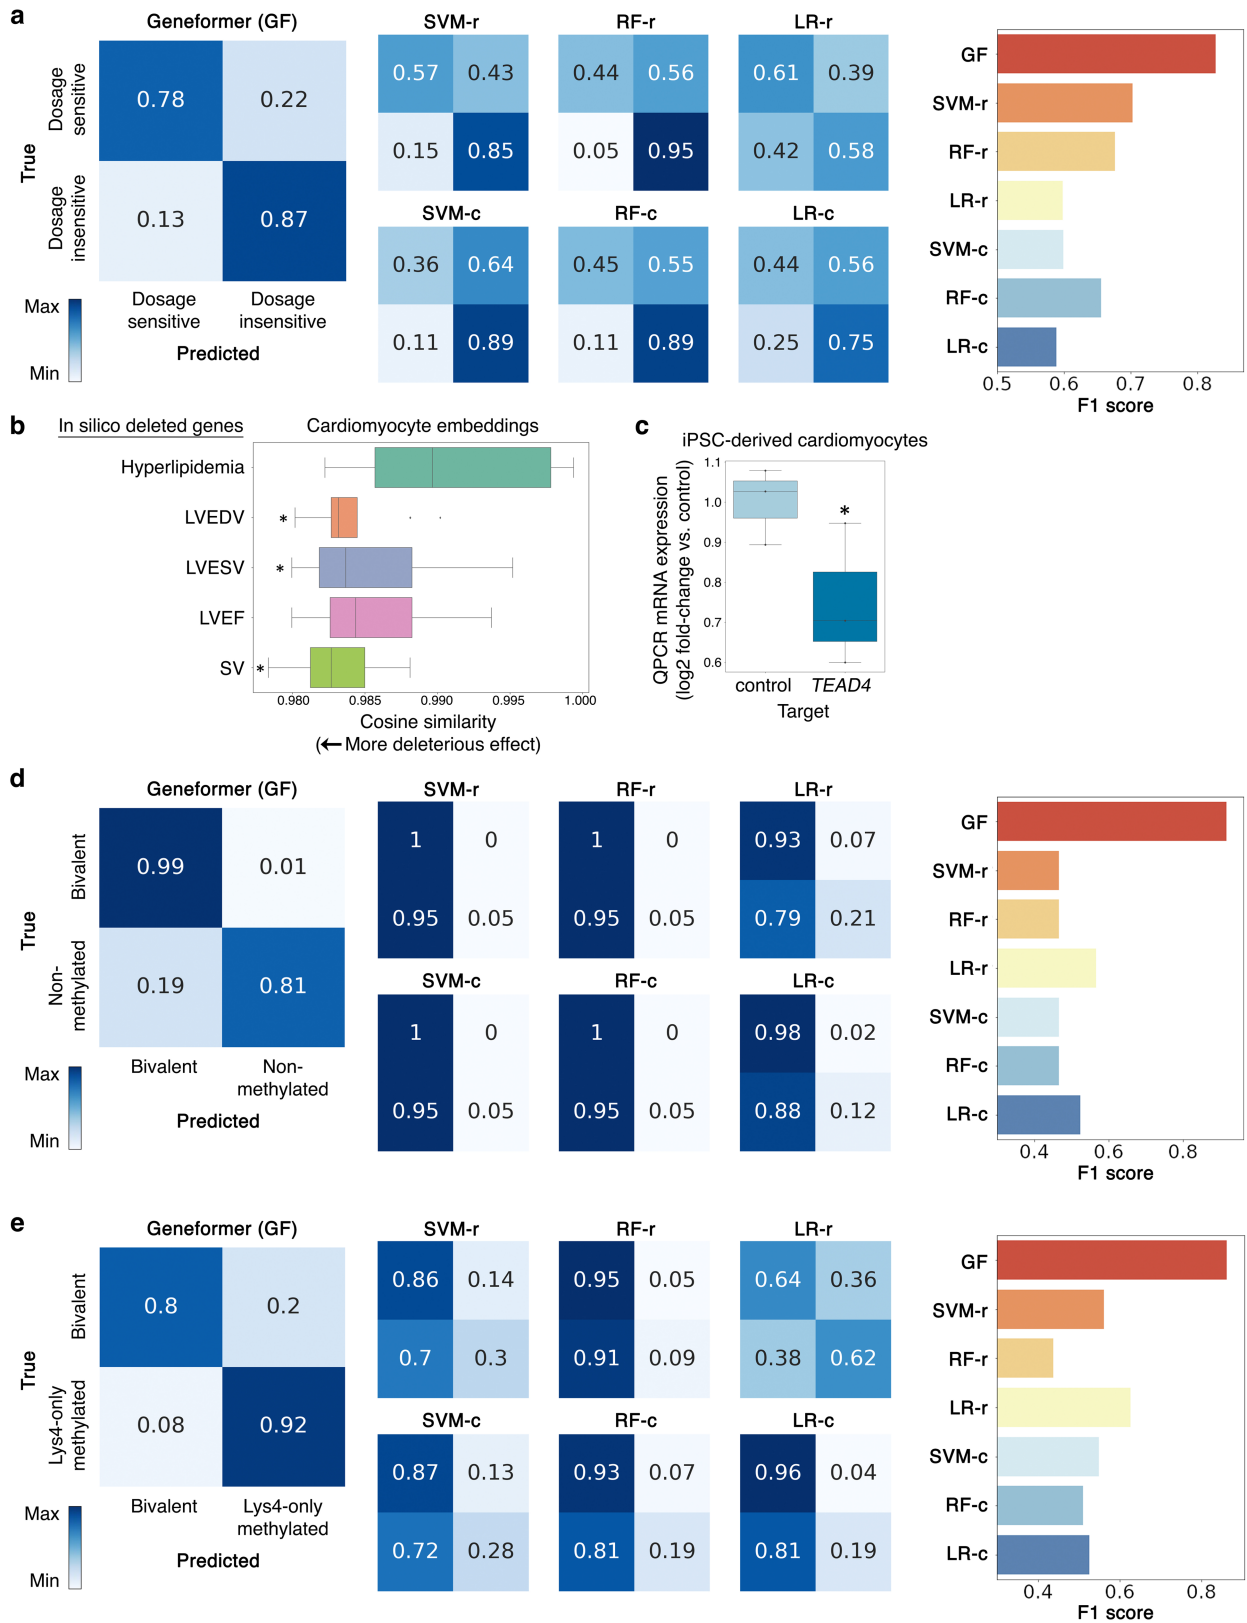 a
Geneformer (GF)
SVM-r
RF-r
LR-r
True
Dosage
sensitive
Dosage
insensitive
0.78
0.22
0.13
0.87
Dosage
sensitive
Dosage
insensitive
Predicted
Max
Min
0.57
0.43
0.15
0.85
0.44
0.56
0.05
0.95
0.61
0.39
0.42
0.58
SVM-c
RF-c
LR-c
0.36
0.64
0.11
0.89
0.45
0.55
0.11
0.89
0.44
0.56
0.25
0.75
GF
SVM-r
RF-r
LR-r
SVM-c
RF-c
LR-c
0.5
0.6
0.7
0.8
F1 score
b
In silico deleted genes
Cardiomyocyte embeddings
Hyperlipidemia
LVEDV
*
LVESV
*
LVEF
SV
*
0.980
0.985
0.990
0.995
1.000
Cosine similarity
(← More deleterious effect)
c
iPSC-derived cardiomyocytes
QPCR mRNA expression
(log2 fold-change vs. control)
1.1
1.0
0.9
0.8
0.7
0.6
*
control
TEAD4
Target
d
Geneformer (GF)
SVM-r
RF-r
LR-r
True
Bivalent
Non-
methylated
0.99
0.01
0.19
0.81
Bivalent
Non-
methylated
Predicted
Max
Min
1
0
0.95
0.05
1
0
0.95
0.05
0.93
0.07
0.79
0.21
SVM-c
RF-c
LR-c
1
0
0.95
0.05
1
0
0.95
0.05
0.98
0.02
0.88
0.12
GF
SVM-r
RF-r
LR-r
SVM-c
RF-c
LR-c
0.4
0.6
0.8
F1 score
e
Geneformer (GF)
SVM-r
RF-r
LR-r
True
Bivalent
Lys4-only
methylated
0.8
0.2
0.08
0.92
Bivalent
Lys4-only
methylated
Predicted
Max
Min
0.86
0.14
0.7
0.3
0.95
0.05
0.91
0.09
0.64
0.36
0.38
0.62
SVM-c
RF-c
LR-c
0.87
0.13
0.72
0.28
0.93
0.07
0.81
0.19
0.96
0.04
0.81
0.19
GF
SVM-r
RF-r
LR-r
SVM-c
RF-c
LR-c
0.4
0.6
0.8
F1 score